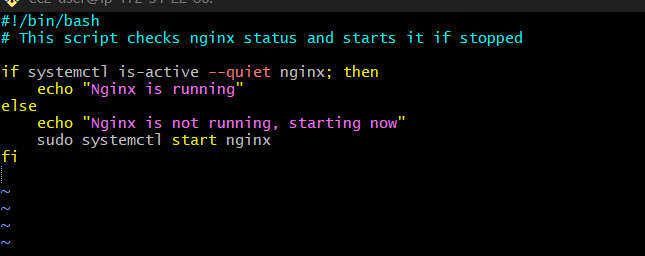 #!/bin/bash
# This script checks nginx status and starts it if stopped

if systemctl is-active --quiet nginx; then
    echo "Nginx is running"
else
    echo "Nginx is not running, starting now"
    sudo systemctl start nginx
fi

~
~
~
~